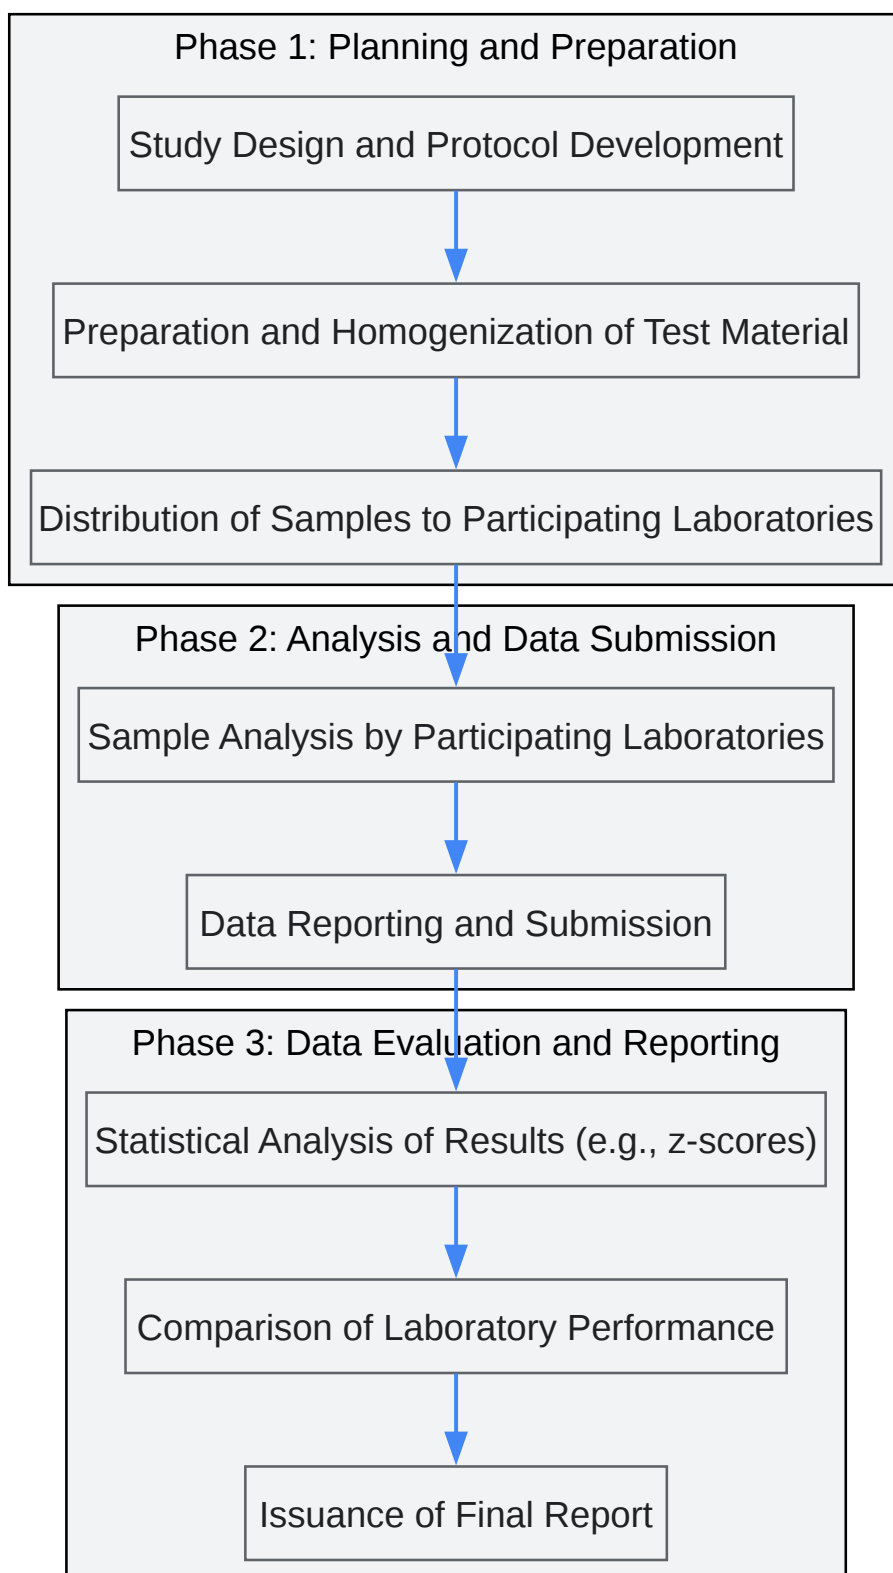 Phase 1: Planning and Preparation
Study Design and Protocol Development
Preparation and Homogenization of Test Material
Distribution of Samples to Participating Laboratories
Phase 2: Analysis and Data Submission
Sample Analysis by Participating Laboratories
Data Reporting and Submission
Phase 3: Data Evaluation and Reporting
Statistical Analysis of Results (e.g., z-scores)
Comparison of Laboratory Performance
Issuance of Final Report